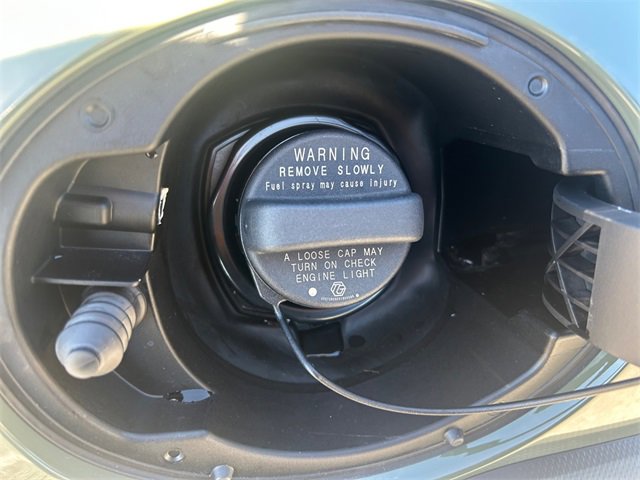 WARNING
REMOVE SLOWLY
Fuel spray may cause injury
A LOOSE CAP MAY
TURN ON CHECK
ENGINE LIGHT